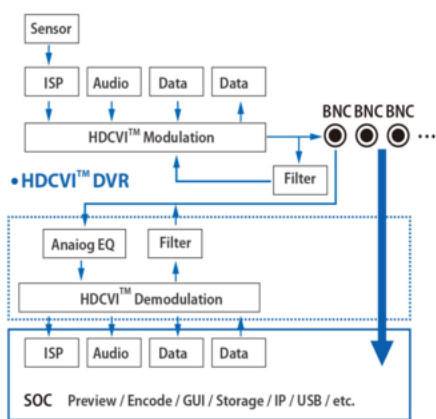 Sensor
ISP Audio Data Data
BNC BNC BNC
HDCVI™ Modulation
...
Filter
•HDCVI™ DVR
Anaiog EQ Filter
HDCVI™ Demodulation
ISP Audio Data Data
SOC Preview / Encode / GUI / Storage / IP / USB / etc.